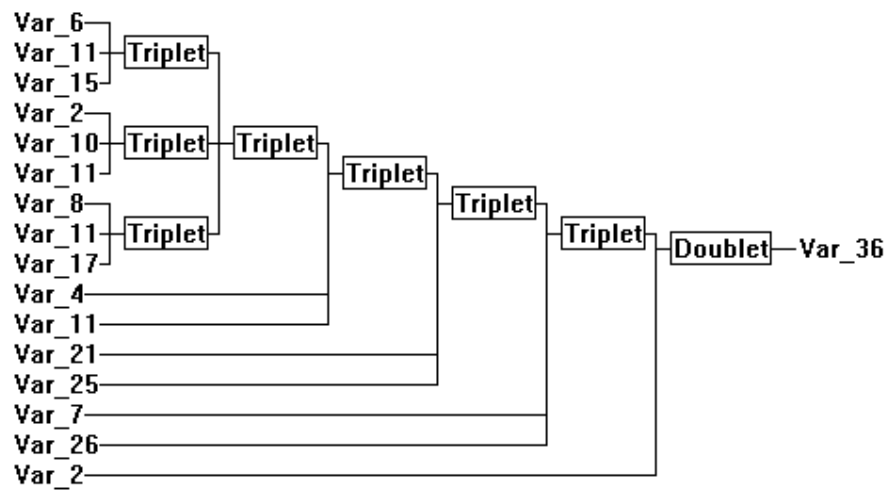 Var_6
Var_11 Triplet
Var_15
Var_2
Var_10 Triplet Triplet
Var_11 Triplet
Var_8 Triplet
Var_11 Triplet Triplet
Var_17 Doublet Var_36
Var_4
Var_11
Var_21
Var_25
Var_7
Var_26
Var_2